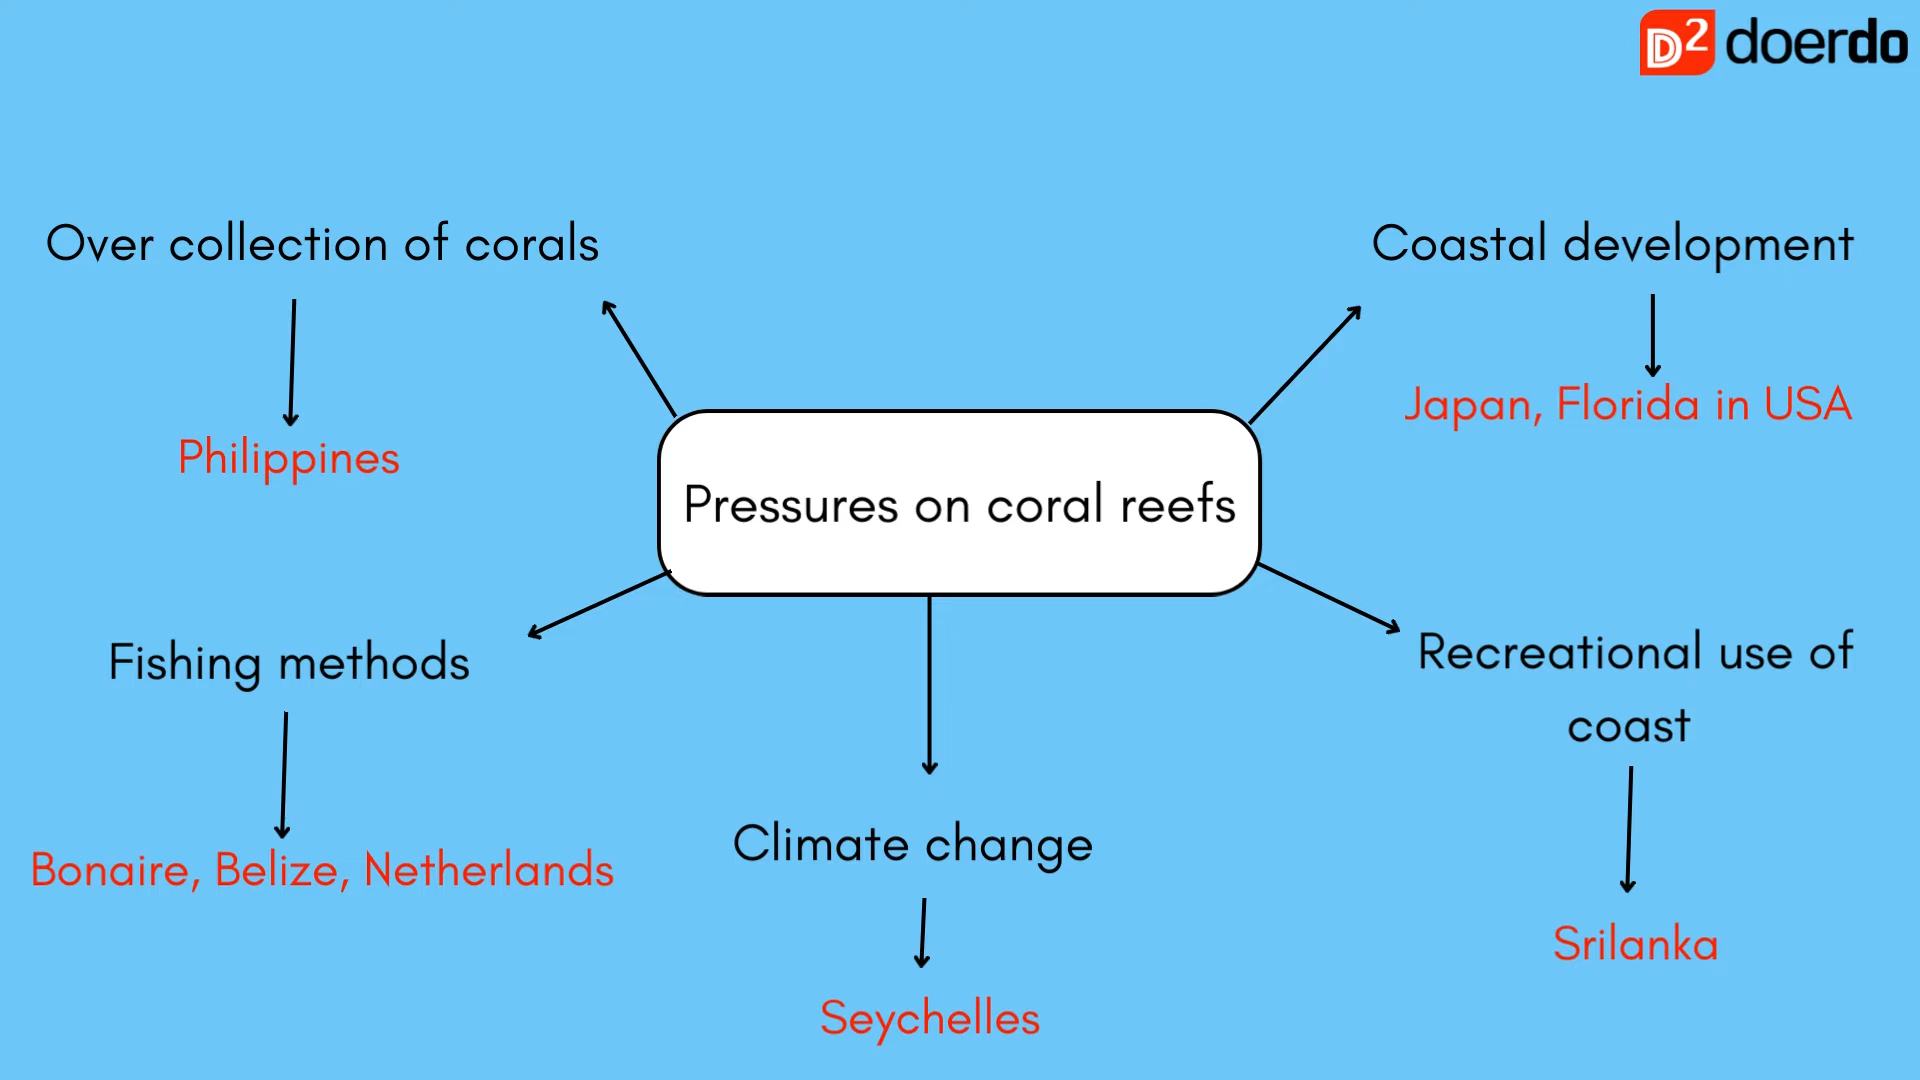 D2 doerdo
Over collection of corals
Coastal development
Philippines
Japan, Florida in USA
Pressures on coral reefs
Fishing methods
Recreational use of
coast
Bonaire, Belize, Netherlands
Climate change
Srilanka
Seychelles